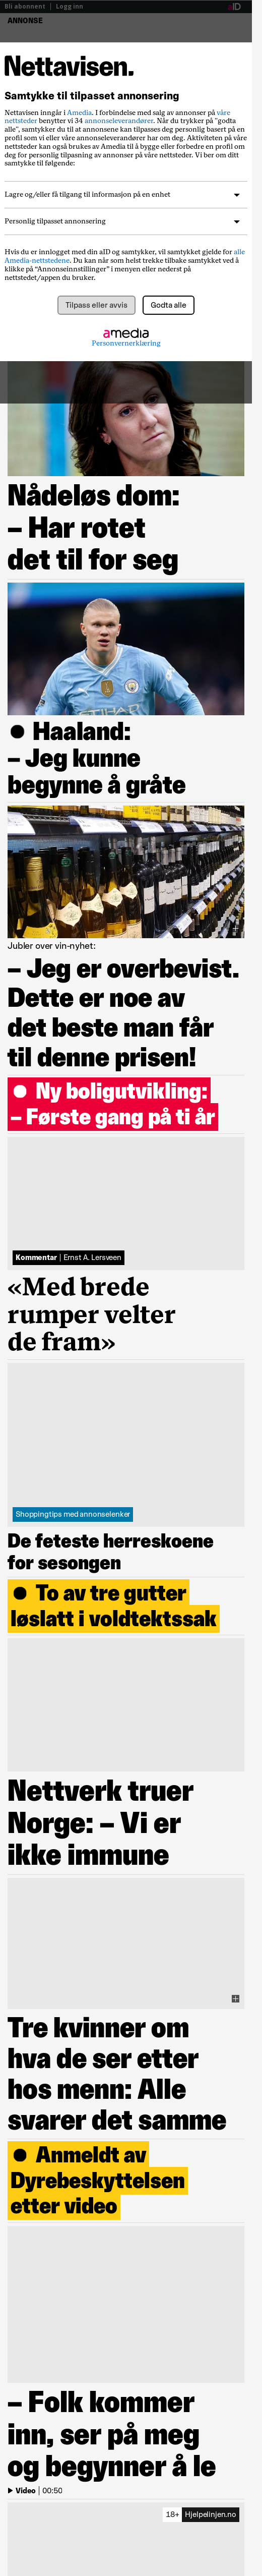 Bli abonnent | Logg inn
aID
ANNONSE
Nettavisen.
Samtykke til tilpasset annonsering
Nettavisen inngår i Amedia. I forbindelse med salg av annonser på våre
nettsteder benytter vi 34 annonseleverandører. Når du trykker på "godta
alle", samtykker du til at annonsene kan tilpasses deg personlig basert på en
profil som vi eller våre annonseleverandører har om deg. Aktiviteten på våre
nettsteder kan også brukes av Amedia til å bygge eller forbedre en profil om
deg for personlig tilpasning av annonser på våre nettsteder. Vi ber om ditt
samtykke til følgende:
Lagre og/eller få tilgang til informasjon på en enhet
Personlig tilpasset annonsering
Hvis du er innlogget med din aID og samtykker, vil samtykket gjelde for alle
Amedia-nettstedene. Du kan når som helst trekke tilbake samtykket ved å
klikke på “Annonseinnstillinger” i menyen eller nederst på
nettstedet/appen du bruker.
Tilpass eller avvis
Godta alle
amedia
Personvernerklæring
Nådeløs dom:
– Har rotet
det til for seg
● Haaland:
– Jeg kunne
begynne å gråte
Jubler over vin-nyhet:
– Jeg er overbevist.
Dette er noe av
det beste man får
til denne prisen!
● Ny boligutvikling:
– Første gang på ti år
Kommentar | Ernst A. Lersveen
«Med brede
rumper velter
de fram»
Shoppingtips med annonselenker
De feteste herreskoene
for sesongen
● To av tre gutter
løslatt i voldtektssak
Nettverk truer
Norge: – Vi er
ikke immune
Tre kvinner om
hva de ser etter
hos menn: Alle
svarer det samme
● Anmeldt av
Dyrebeskyttelsen
etter video
– Folk kommer
inn, ser på meg
og begynner å le
Video | 00:50
18+ Hjelpelinjen.no